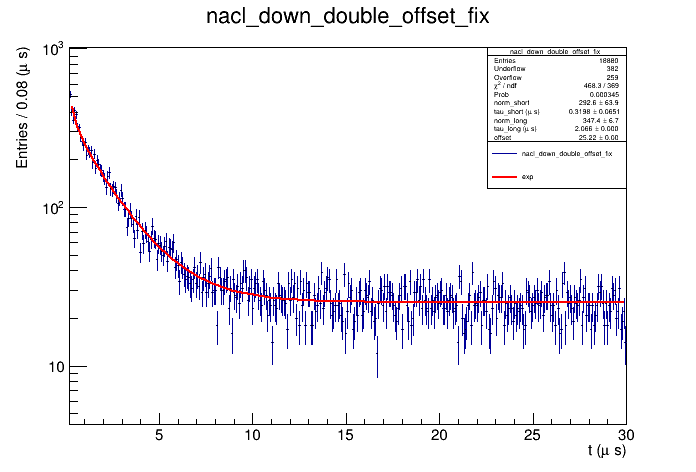 nacl_down_double_offset_fix
Entries / 0.08 (μ s)
10³
10²
10
nacl_down_double_offset_fix
Entries 18880
Underflow 382
Overflow 259
χ² / ndf 468.3 / 369
Prob 0.000345
norm_short 292.6 ± 63.9
tau_short (μ s) 0.3198 ± 0.0651
norm_long 347.4 ± 6.7
tau_long (μ s) 2.066 ± 0.000
offset 25.22 ± 0.00
nacl_down_double_offset_fix
exp
5 10 15 20 25 30
t (μ s)